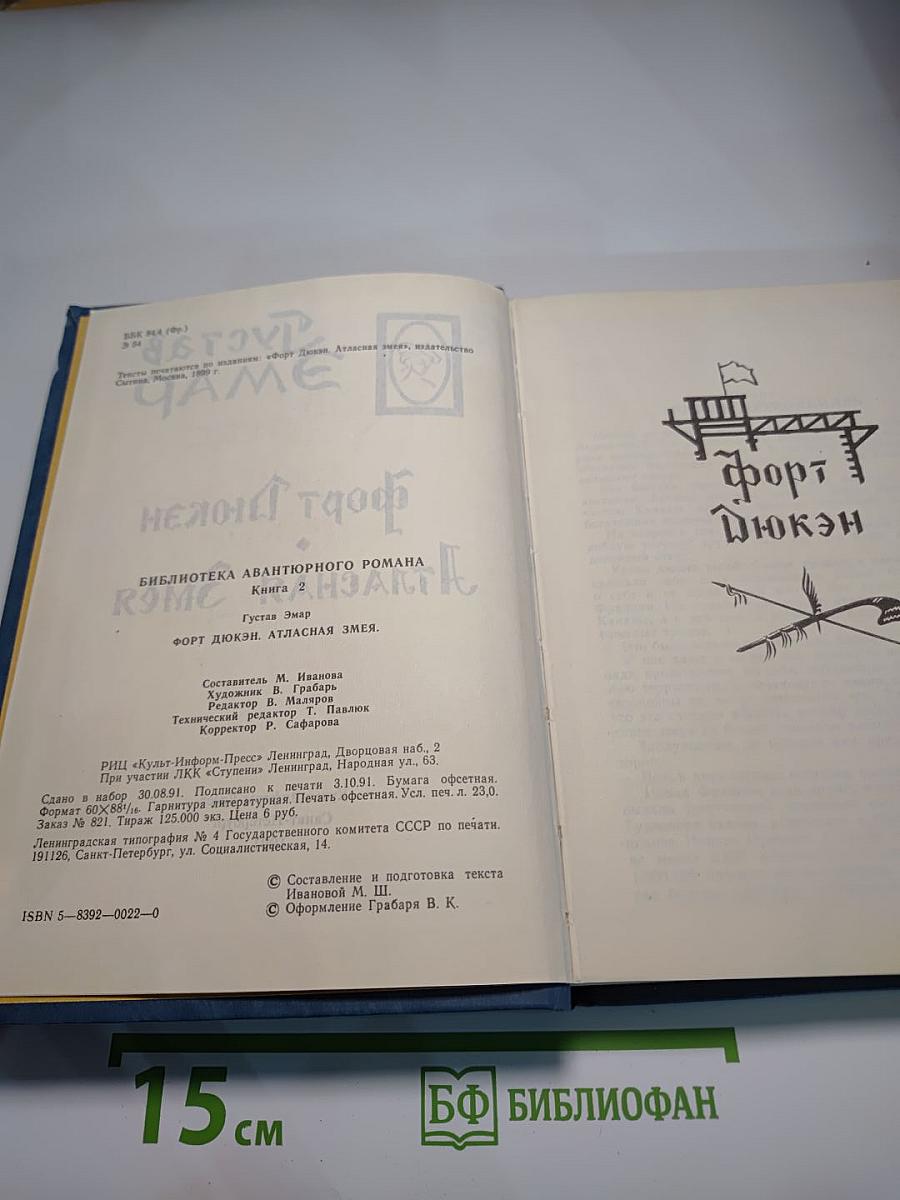 ББК 84.4 (Фр.)
Э 54
Тексты печатаются по изданиям: «Форт Дюкэн. Атласная змея», издательство
Сытина, Москва, 1899 г.
БИБЛИОТЕКА АВАНТЮРНОГО РОМАНА
Книга 2
Густав Эмар
ФОРТ ДЮКЭН. АТЛАСНАЯ ЗМЕЯ.
Составитель М. Иванова
Художник В. Грабарь
Редактор В. Маляров
Технический редактор Т. Павлюк
Корректор Р. Сафарова
РИЦ «Культ-Информ-Пресс» Ленинград, Дворцовая наб., 2
При участии ЛКК «Ступени» Ленинград, Народная ул., 63.
Сдано в набор 30.08.91. Подписано к печати 3.10.91. Бумага офсетная.
Формат 60×88¹/₁₆. Гарнитура литературная. Печать офсетная. Усл. печ. л. 23,0.
Заказ № 821. Тираж 125.000 экз. Цена 6 руб.
Ленинградская типография № 4 Государственного комитета СССР по печати.
191126, Санкт-Петербург, ул. Социалистическая, 14.
© Составление и подготовка текста
Ивановой М. Ш.
© Оформление Грабаря В. К.
ISBN 5—8392—0022—0
Форт
Дюкэн
15 см
БФ БИБЛИОФАН